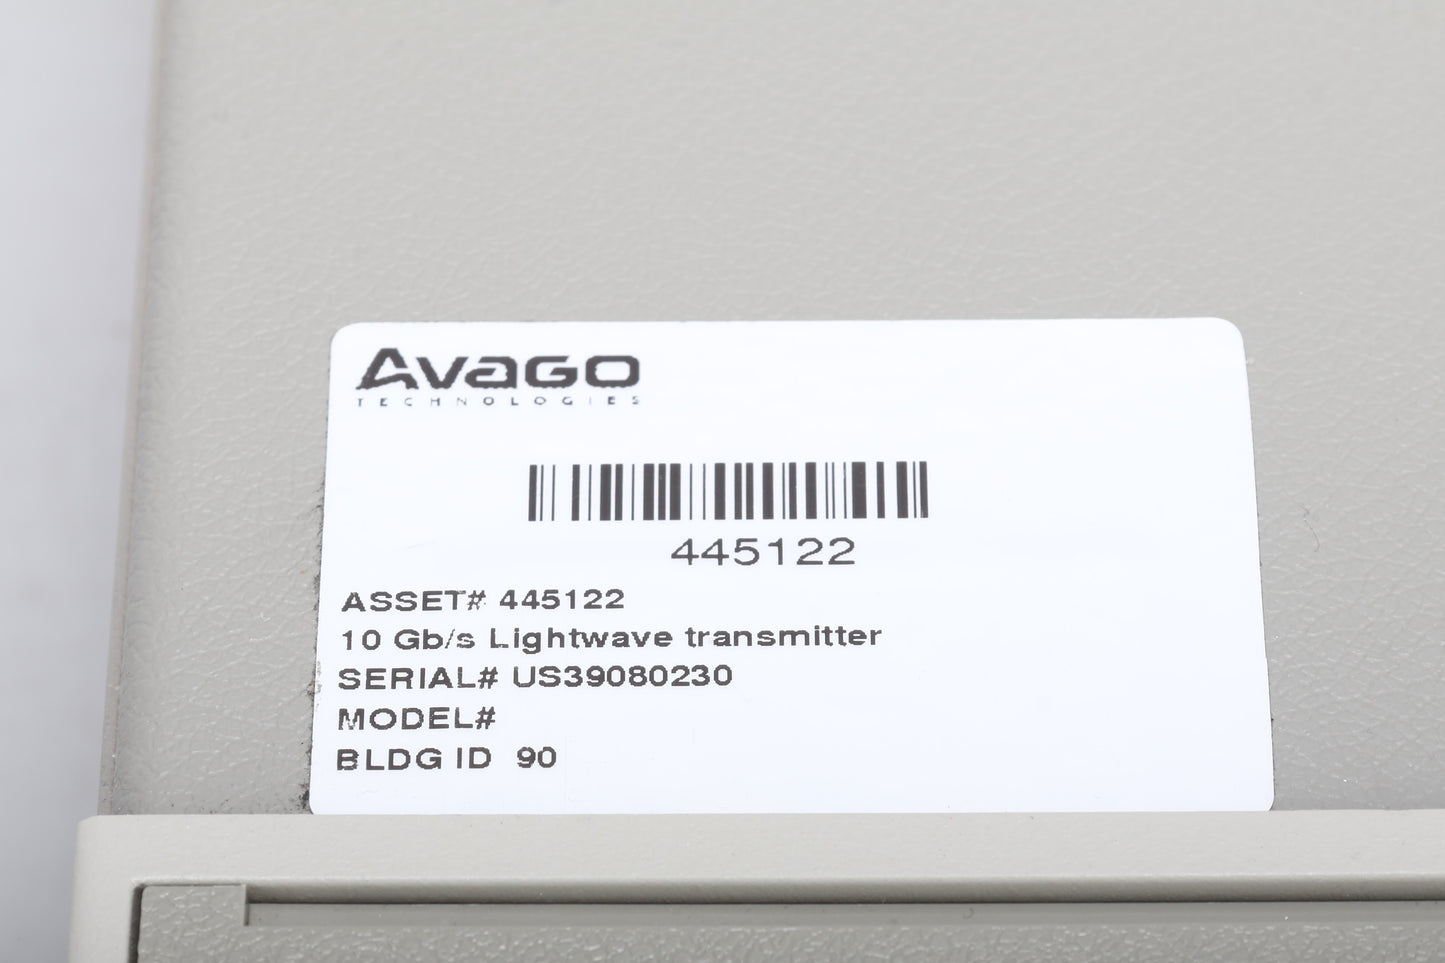 AVAGO
TECHNOLOGIES
445122
ASSET# 445122
10 Gb/s Lightwave transmitter
SERIAL# US39080230
MODEL#
BLDG ID 90